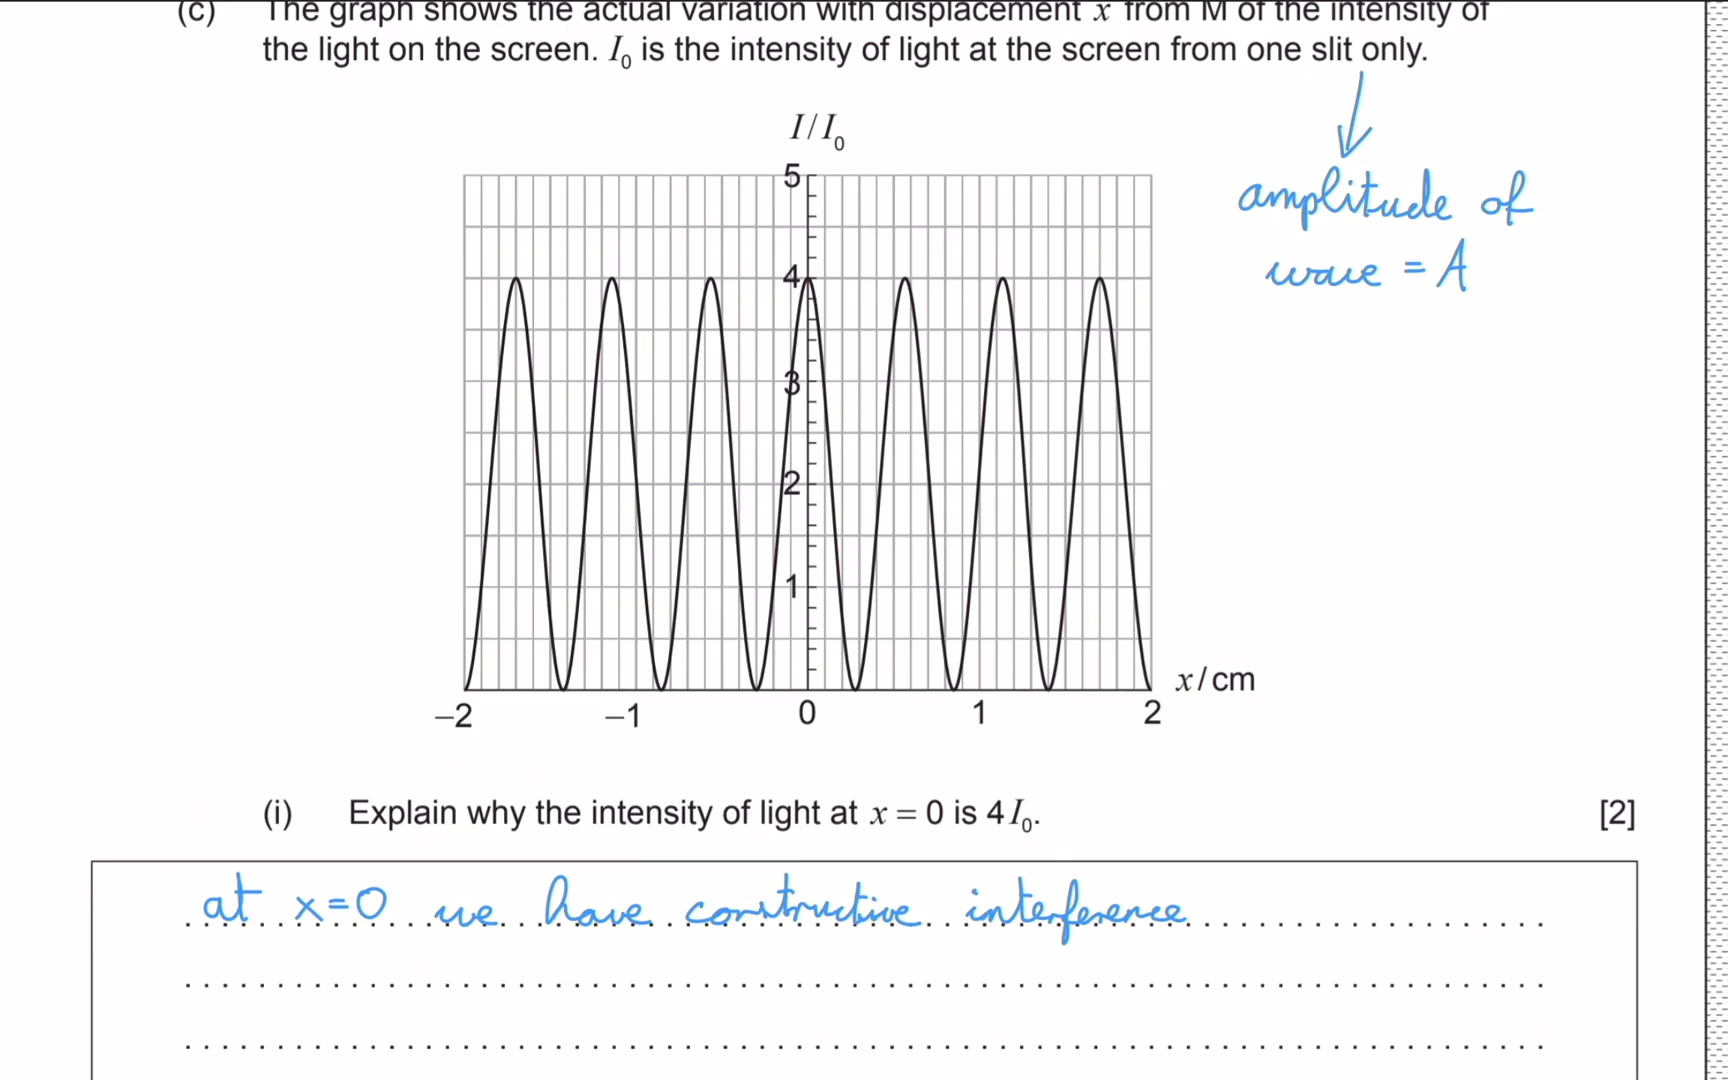 (c) The graph shows the actual variation with displacement x from M of the intensity of
the light on the screen. I₀ is the intensity of light at the screen from one slit only.
amplitude of
wave = A
I/I₀
5
4
3
2
1
x/cm
–2 –1 0 1 2
(i) Explain why the intensity of light at x = 0 is 4I₀. [2]
at x=0 we have constructive interference